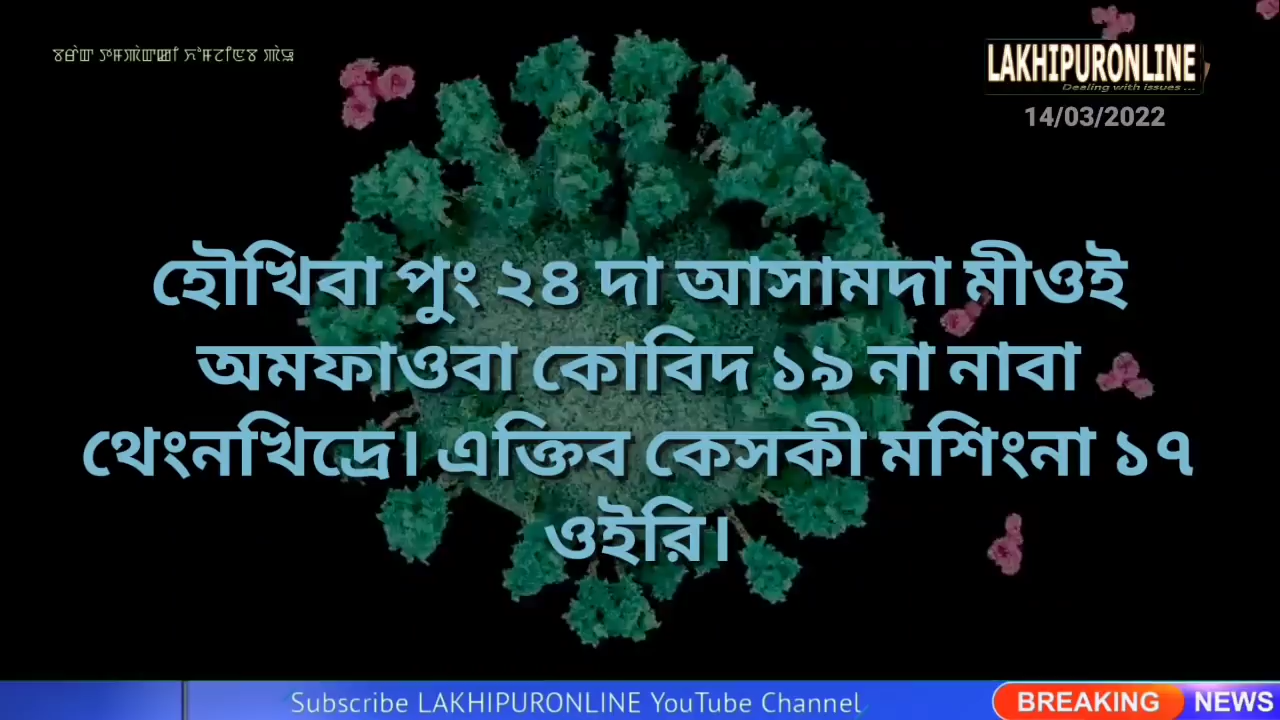 LAKHIPURONLINE
Dealing with issues ...
14/03/2022
হৌখিবা পুং ২৪ দা আসামদা মীওই
অমফাওবা কোবিদ ১৯ না নাবা
থেংনখিদ্রে। এক্তিব কেসকী মশিংনা ১৭
ওইরি।
Subscribe LAKHIPURONLINE YouTube Channel
BREAKING NEWS